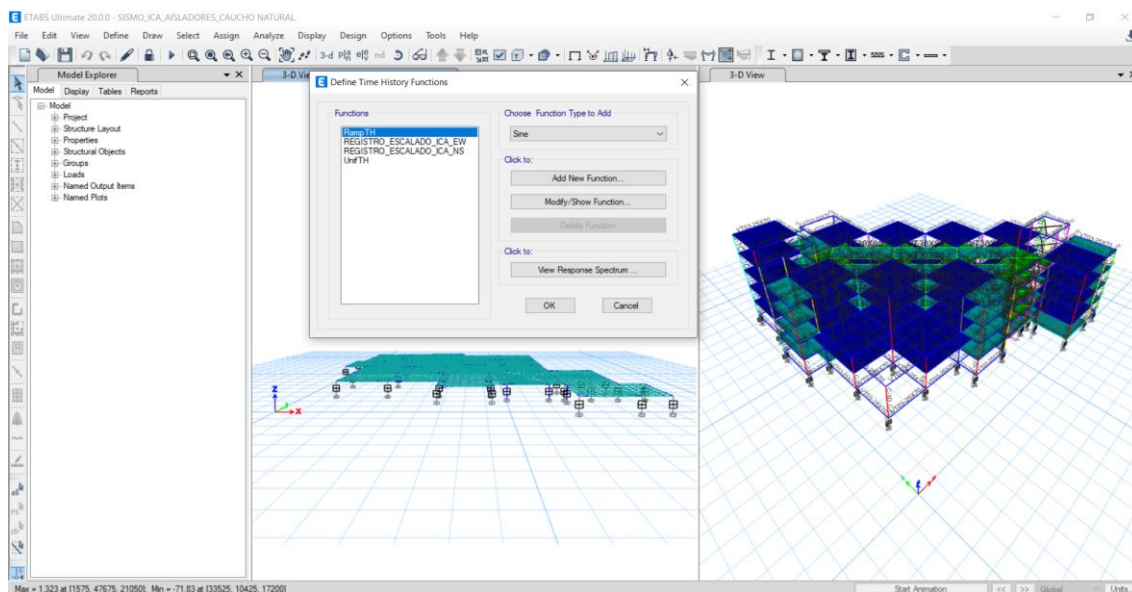 ETABS Ultimate 20.0.0 - SISMO_ICA_AISLADORES_CAUCHO NATURAL
File Edit View Define Draw Select Assign Analyze Display Design Options Tools Help
3-d nd
Model Explorer
Model Display Tables Reports
Model
Project
Structure Layout
Properties
Structural Objects
Groups
Loads
Named Output Items
Named Plots
3-D Vie
Define Time History Functions
Functions
RampTH
REGISTRO_ESCALADO_ICA_EW
REGISTRO_ESCALADO_ICA_NS
UnifTH
Choose Function Type to Add
Sine
Click to:
Add New Function...
Modify/Show Function...
Delete Function
Click to:
View Response Spectrum ...
OK Cancel
Z
X
3-D View
Max = 1.323 at [1575, 47675, 21050]; Min = -71.83 at [33525, 10425, 17200]
Start Animation << >> Global Units...